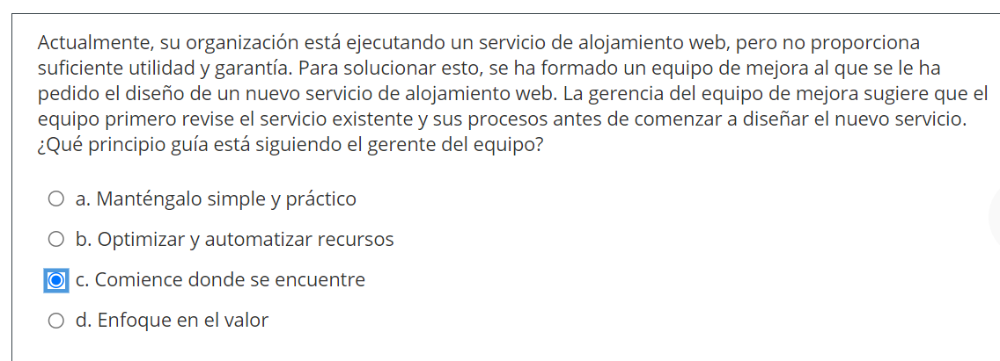 Actualmente, su organización está ejecutando un servicio de alojamiento web, pero no proporciona
suficiente utilidad y garantía. Para solucionar esto, se ha formado un equipo de mejora al que se le ha
pedido el diseño de un nuevo servicio de alojamiento web. La gerencia del equipo de mejora sugiere que el
equipo primero revise el servicio existente y sus procesos antes de comenzar a diseñar el nuevo servicio.
¿Qué principio guía está siguiendo el gerente del equipo?
a. Manténgalo simple y práctico
b. Optimizar y automatizar recursos
c. Comience donde se encuentre
d. Enfoque en el valor